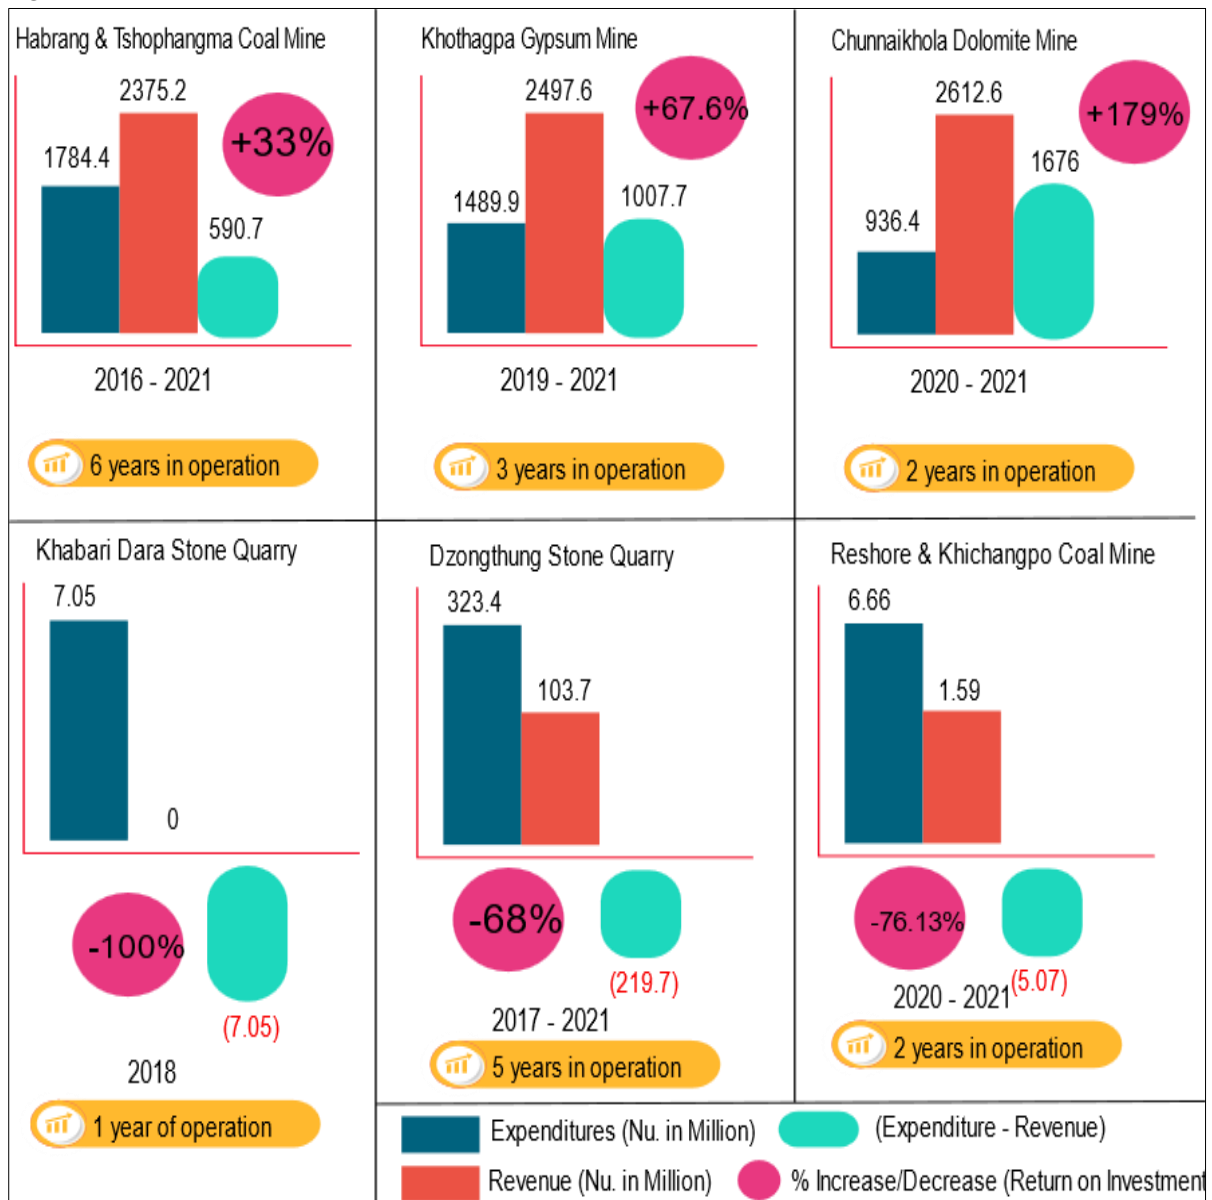 Habrang & Tshophangma Coal Mine
2375.2
1784.4
+33%
590.7
2016 - 2021
6 years in operation
Khothagpa Gypsum Mine
2497.6
+67.6%
1489.9
1007.7
2019 - 2021
3 years in operation
Chunnaikhola Dolomite Mine
2612.6
+179%
1676
936.4
2020 - 2021
2 years in operation
Khabari Dara Stone Quarry
7.05
0
-100%
(7.05)
2018
1 year of operation
Dzongthung Stone Quarry
323.4
103.7
-68%
(219.7)
2017 - 2021
5 years in operation
Reshore & Khichangpo Coal Mine
6.66
1.59
-76.13%
(5.07)
2020 - 2021
2 years in operation
Expenditures (Nu. in Million)
(Expenditure - Revenue)
Revenue (Nu. in Million)
% Increase/Decrease (Return on Investment